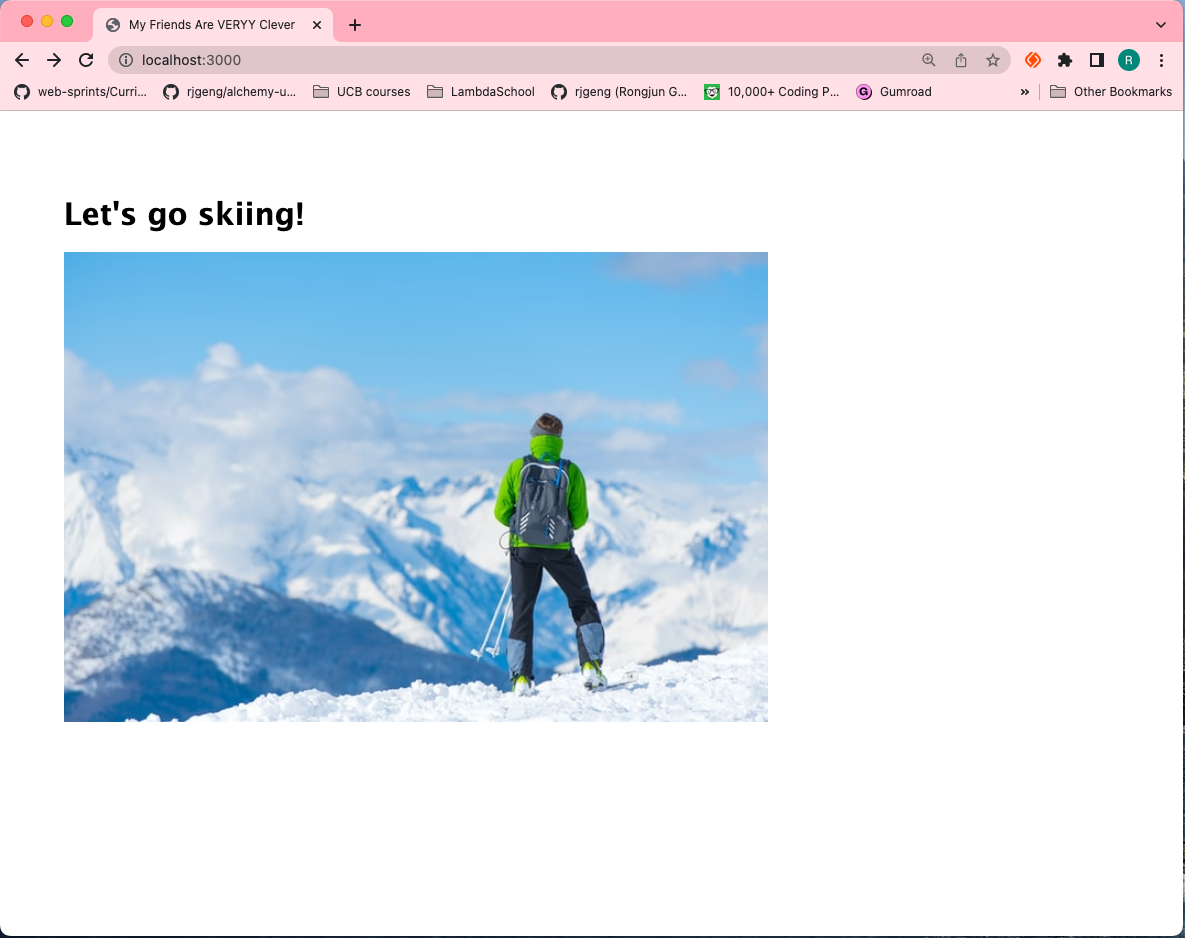 My Friends Are VERYY Clever
localhost:3000
R
web-sprints/Curri... rjgeng/alchemy-u... UCB courses LambdaSchool rjgeng (Rongjun G... 10,000+ Coding P... G Gumroad » Other Bookmarks
Let's go skiing!